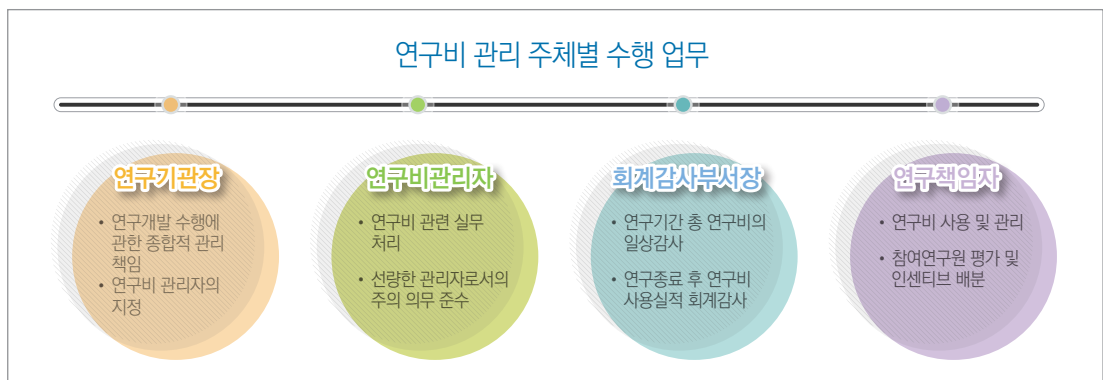 연구비 관리 주체별 수행 업무
연구기관장
• 연구개발 수행에
관한 종합적 관리
책임
• 연구비 관리자의
지정
연구비관리자
• 연구비 관련 실무
처리
• 선량한 관리자로서의
주의 의무 준수
회계감사부서장
• 연구기간 총 연구비의
일상감사
• 연구종료 후 연구비
사용실적 회계감사
연구책임자
• 연구비 사용 및 관리
• 참여연구원 평가 및
인센티브 배분